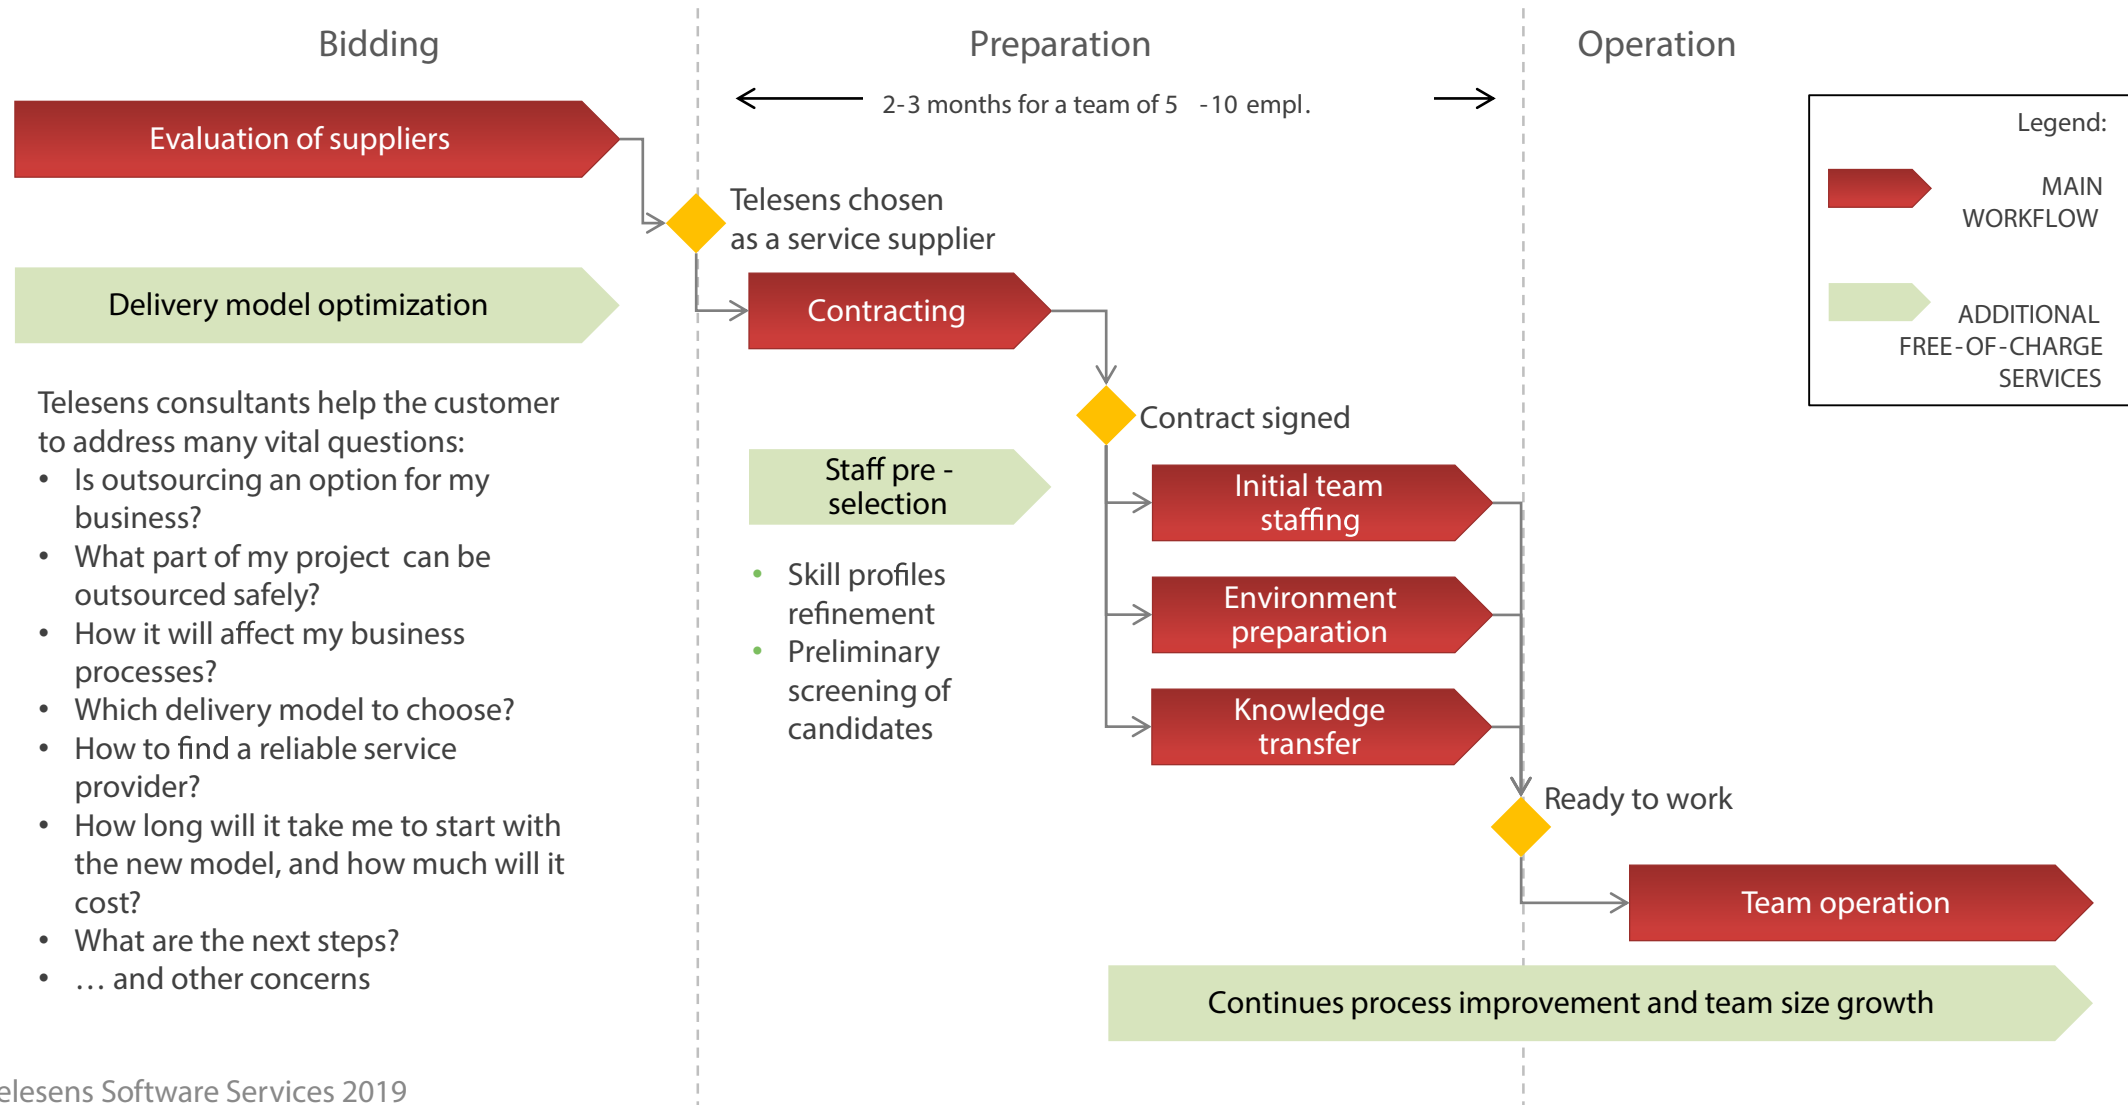 Bidding
Preparation
Operation
2-3 months for a team of 5 -10 empl.
Evaluation of suppliers
Legend:
MAIN
WORKFLOW
ADDITIONAL
FREE-OF-CHARGE
SERVICES
Telesens chosen
as a service supplier
Delivery model optimization
Contracting
Telesens consultants help the customer
to address many vital questions:
• Is outsourcing an option for my
business?
• What part of my project can be
outsourced safely?
• How it will affect my business
processes?
• Which delivery model to choose?
• How to find a reliable service
provider?
• How long will it take me to start with
the new model, and how much will it
cost?
• What are the next steps?
• … and other concerns
Contract signed
Staff pre -
selection
• Skill profiles
refinement
• Preliminary
screening of
candidates
Initial team
staffing
Environment
preparation
Knowledge
transfer
Ready to work
Team operation
Continues process improvement and team size growth
elesens Software Services 2019